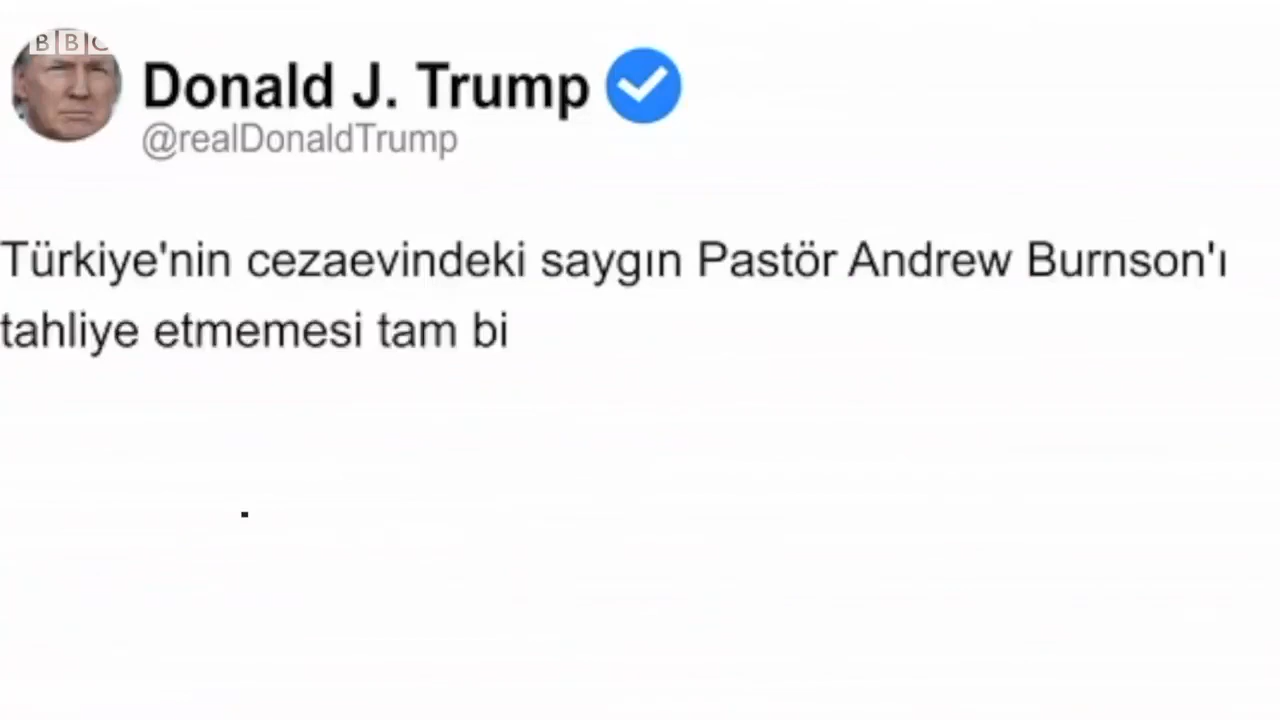 BBC
Donald J. Trump
@realDonaldTrump
Türkiye'nin cezaevindeki saygın Pastör Andrew Burnson'ı
tahliye etmemesi tam bi